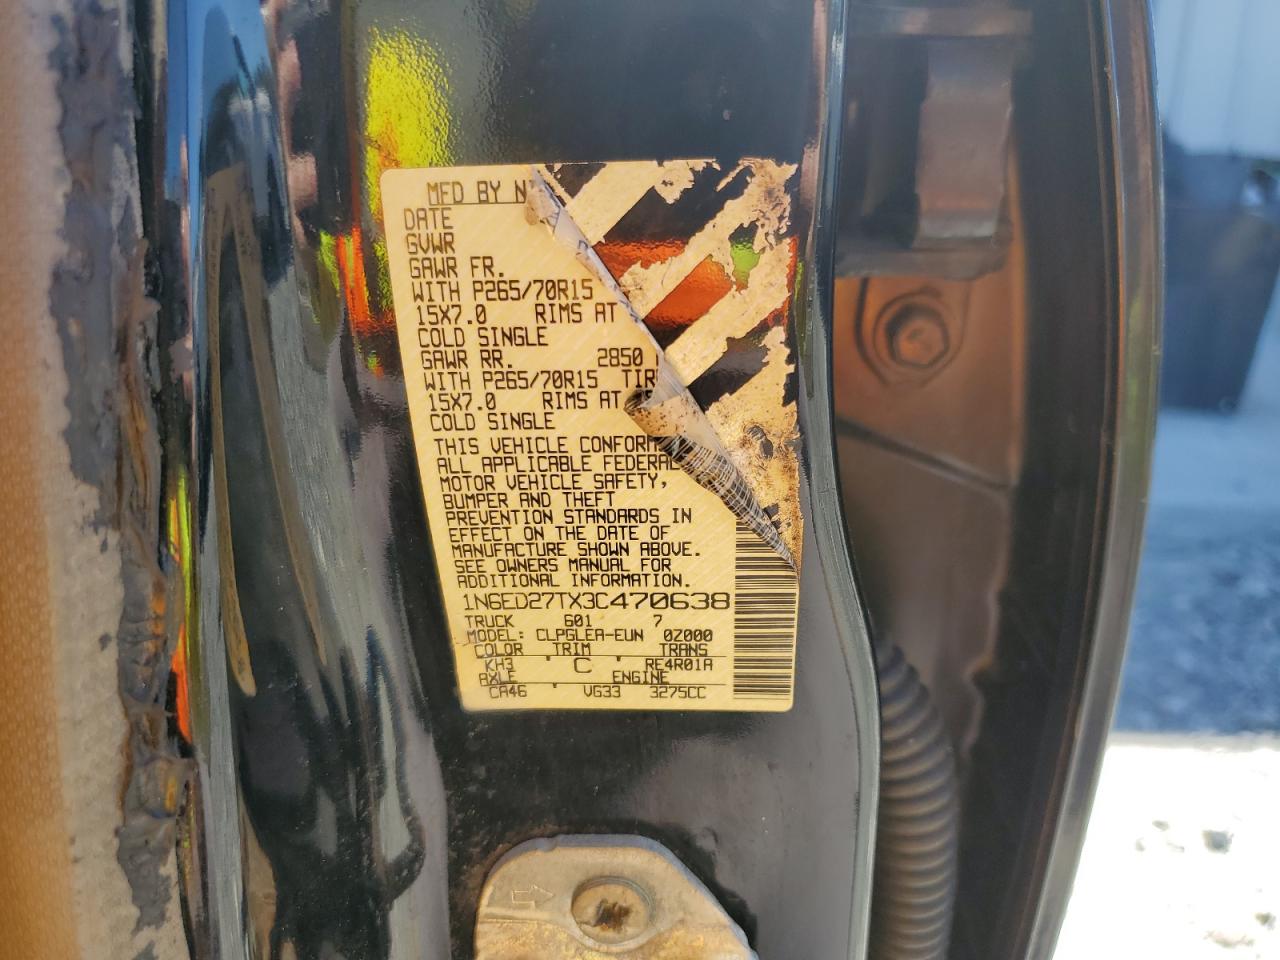 MFD BY
DATE
GVWR
GAWR FR.
WITH P265/70R15
15X7.0 RIMS AT
COLD SINGLE
GAWR RR. 2850
WITH P265/70R15
15X7.0 RIMS AT
COLD SINGLE
THIS VEHICLE
ALL APPLICABLE FEDERAL
MOTOR VEHICLE SAFETY,
BUMPER AND THEFT
PREVENTION STANDARDS IN
EFFECT ON THE DATE OF
MANUFACTURE SHOWN ABOVE.
SEE OWNERS MANUAL FOR
ADDITIONAL INFORMATION.
1N6ED27TX3C470638
TRUCK 601 7
MODEL: CLPGLEA-EUN 02000
COLOR TRIM TRANS
KH3 C RE4R01A
AXLE ENGINE
CA46 VG33 3275CC